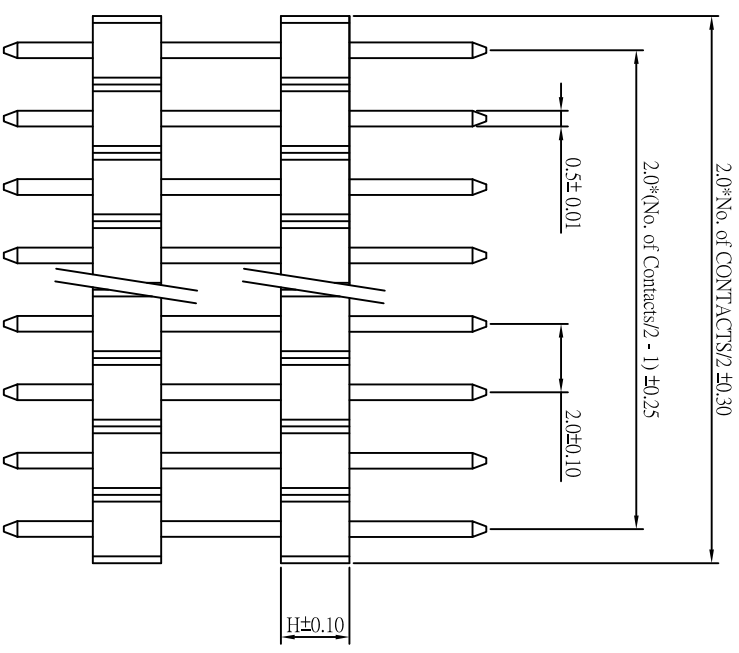 2.0*No. of CONTACTS/2 ±0.30
2.0*(No. of Contacts/2 - 1) ±0.25
0.5± 0.01
2.0±0.10
H±0.10